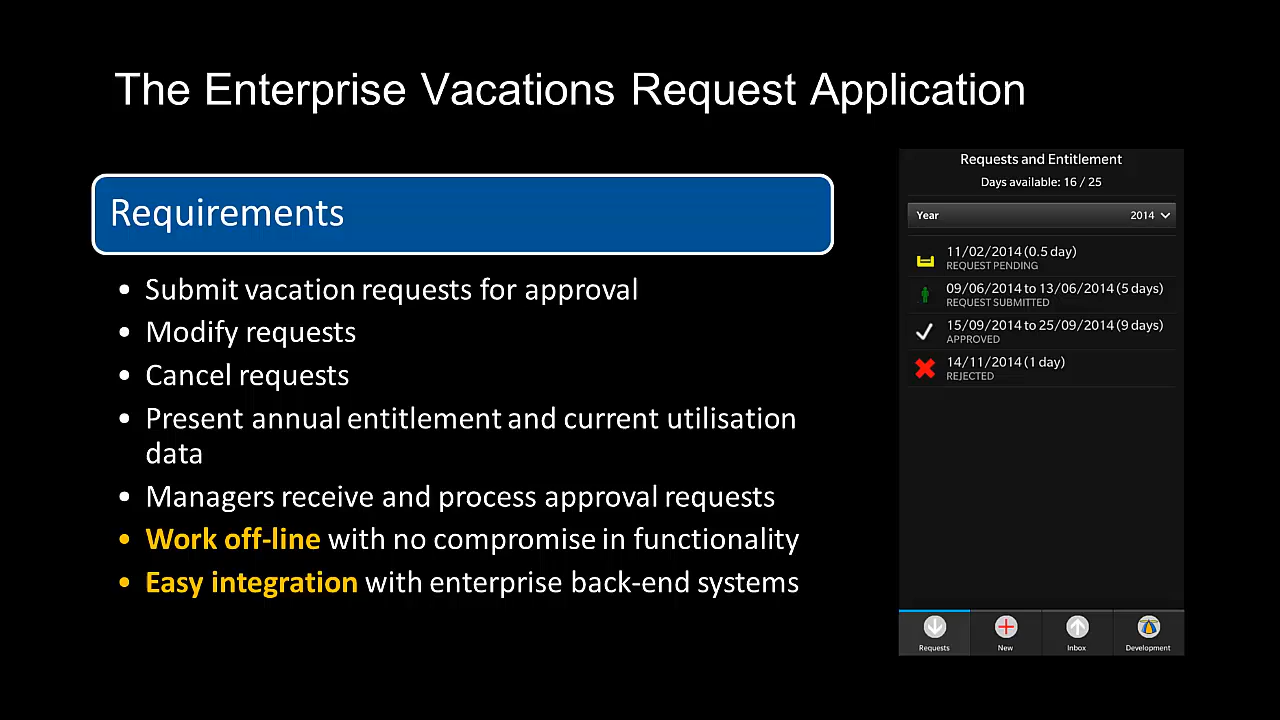 The Enterprise Vacations Request Application
Requirements
• Submit vacation requests for approval
• Modify requests
• Cancel requests
• Present annual entitlement and current utilisation
data
• Managers receive and process approval requests
• Work off-line with no compromise in functionality
• Easy integration with enterprise back-end systems
Requests and Entitlement
Days available: 16 / 25
Year 2014
11/02/2014 (0.5 day)
REQUEST PENDING
09/06/2014 to 13/06/2014 (5 days)
REQUEST SUBMITTED
15/09/2014 to 25/09/2014 (9 days)
APPROVED
14/11/2014 (1 day)
REJECTED
Requests New Inbox Development